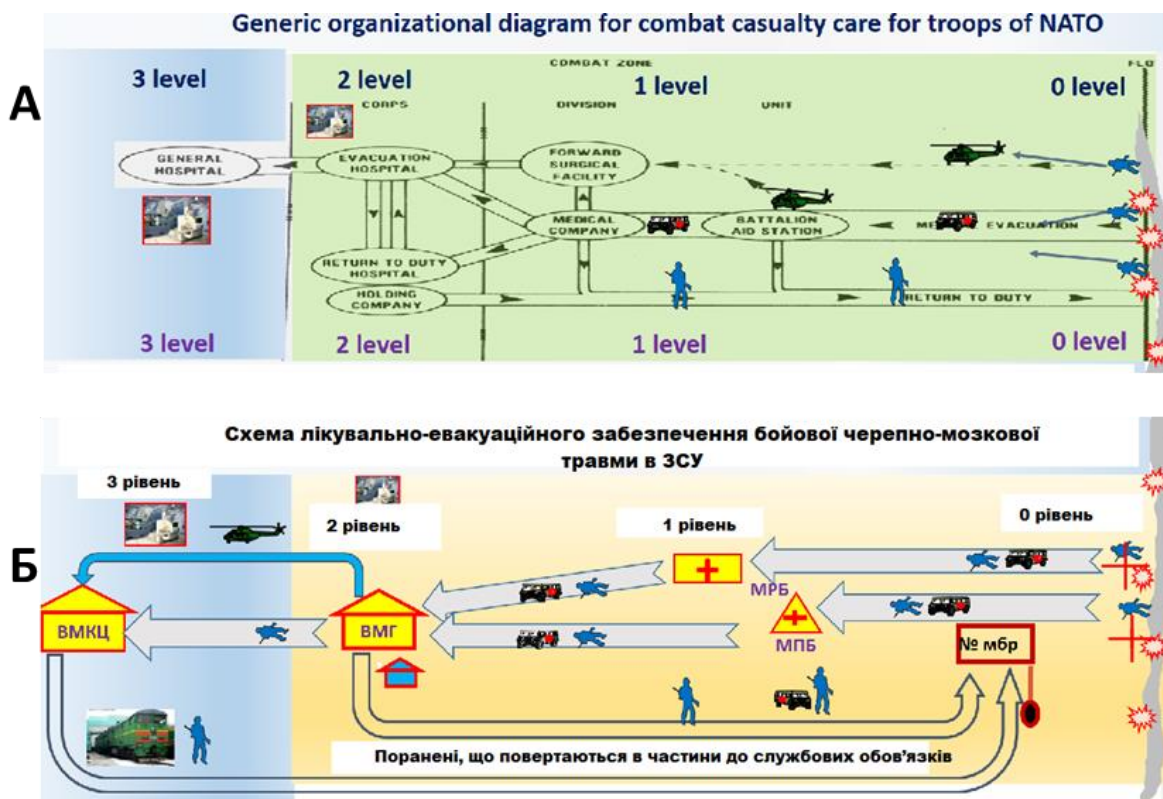 Generic organizational diagram for combat casualty care for troops of NATO
А
COMBAT ZONE
FLO
3 level
2 level
1 level
0 level
CORPS
DIVISION
UNIT
GENERAL
HOSPITAL
EVACUATION
HOSPITAL
FORWARD
SURGICAL
FACILITY
MEDICAL
COMPANY
BATTALION
AID STATION
EVACUATION
RETURN TO DUTY
HOSPITAL
HOLDING
COMPANY
RETURN TO DUTY
3 level
2 level
1 level
0 level
Схема лікувально-евакуаційного забезпечення бойової черепно-мозкової
травми в ЗСУ
3 рівень
2 рівень
1 рівень
0 рівень
Б
МРБ
ВМКЦ
ВМГ
МПБ
№ мбр
Поранені, що повертаються в частини до службових обов’язків